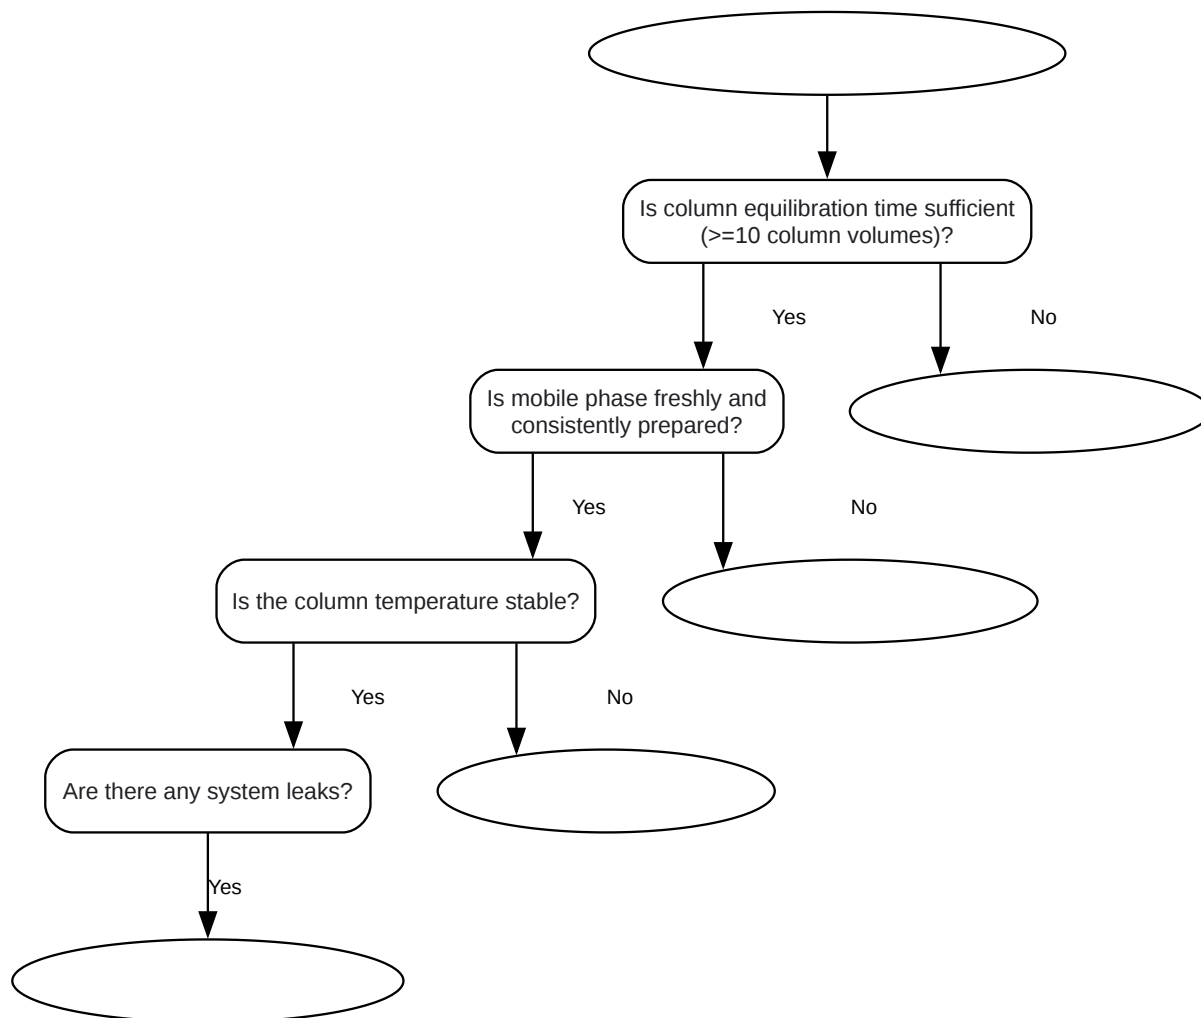 Is column equilibration time sufficient
(>=10 column volumes)?
Yes
No
Is mobile phase freshly and
consistently prepared?
Yes
No
Is the column temperature stable?
Yes
No
Are there any system leaks?
Yes